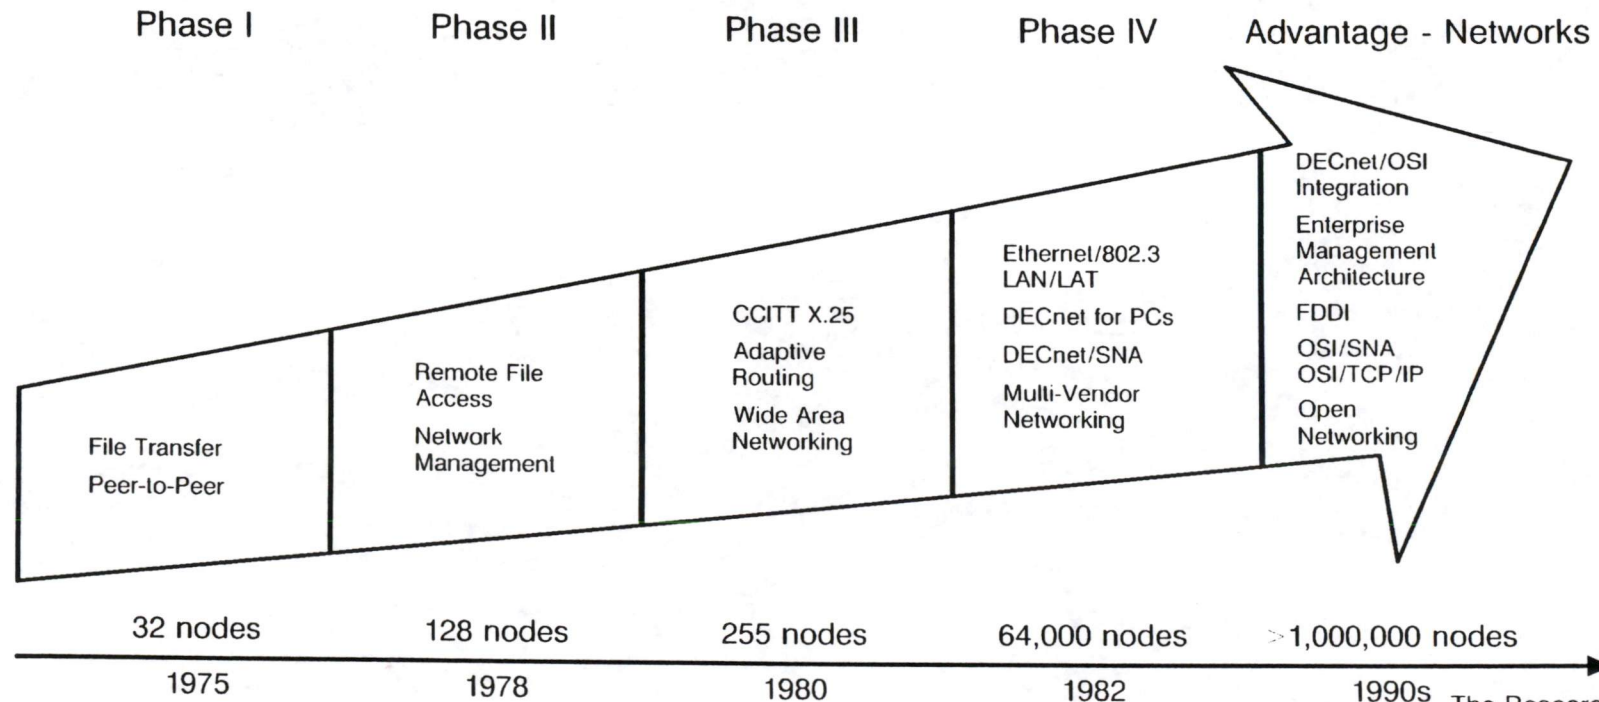 Phase I
Phase II
Phase III
Phase IV
Advantage - Networks
File Transfer
Peer-to-Peer
Remote File
Access
Network
Management
CCITT X.25
Adaptive
Routing
Wide Area
Networking
Ethernet/802.3
LAN/LAT
DECnet for PCs
DECnet/SNA
Multi-Vendor
Networking
DECnet/OSI
Integration
Enterprise
Management
Architecture
FDDI
OSI/SNA
OSI/TCP/IP
Open
Networking
32 nodes
128 nodes
255 nodes
64,000 nodes
>1,000,000 nodes
1975
1978
1980
1982
1990s
The